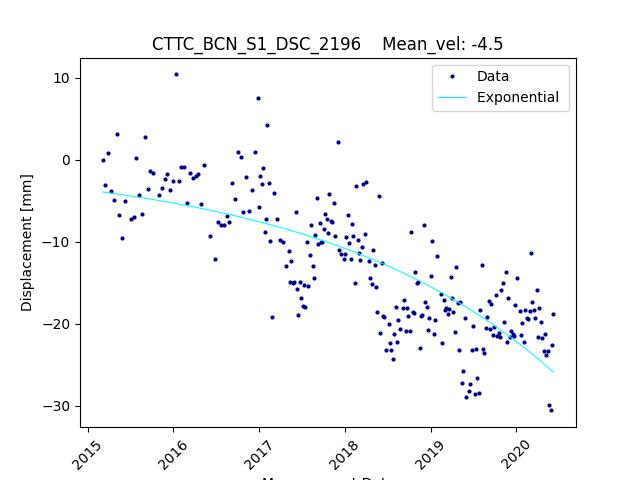 CTTC_BCN_S1_DSC_2196    Mean_vel: -4.5
Data
Exponential
Displacement [mm]
10
0
−10
−20
−30
2015
2016
2017
2018
2019
2020